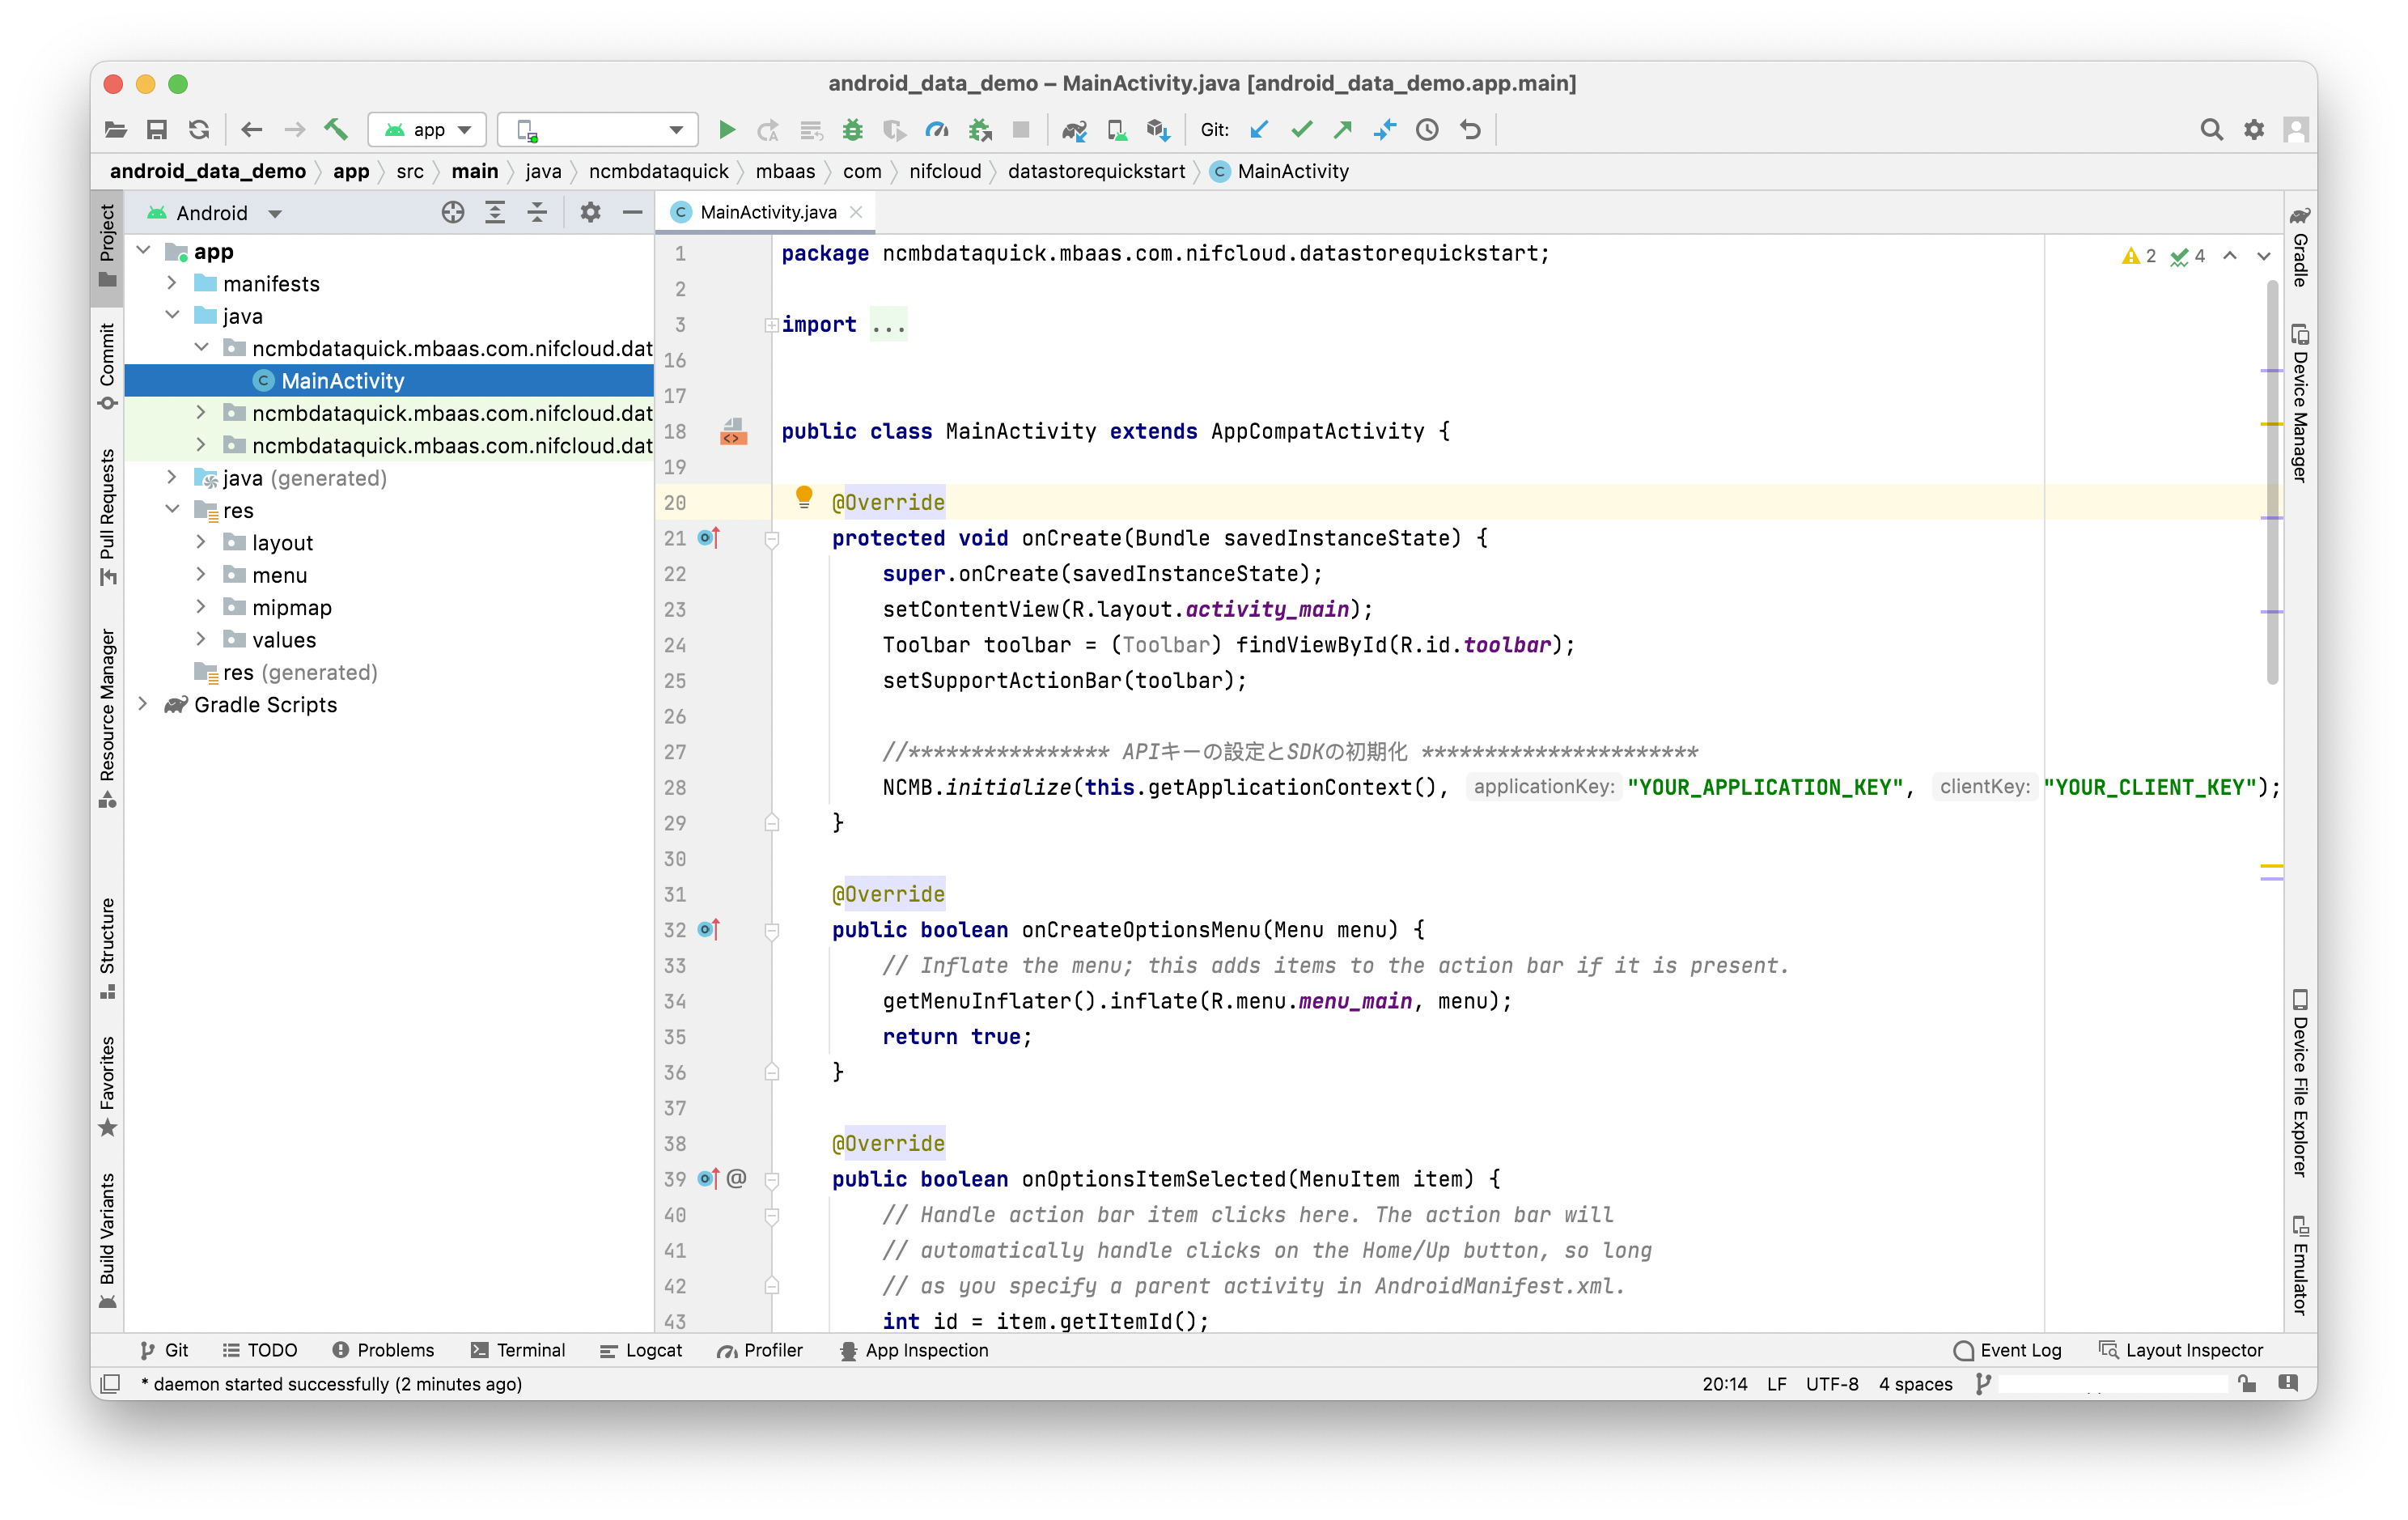 android_data_demo – MainActivity.java [android_data_demo.app.main]
app
Git:
android_data_demo app src main java ncmbdataquick mbaas com nifcloud datastorequickstart MainActivity
Project
Commit
Pull Requests
Resource Manager
Structure
Favorites
Build Variants
Android
app
manifests
java
ncmbdataquick.mbaas.com.nifcloud.dat
MainActivity
ncmbdataquick.mbaas.com.nifcloud.dat
ncmbdataquick.mbaas.com.nifcloud.dat
java (generated)
res
layout
menu
mipmap
values
res (generated)
Gradle Scripts
MainActivity.java
2 4
1 package ncmbdataquick.mbaas.com.nifcloud.datastorequickstart;
2
3 import ...
16
17
18 public class MainActivity extends AppCompatActivity {
19
20 @Override
21 protected void onCreate(Bundle savedInstanceState) {
22 super.onCreate(savedInstanceState);
23 setContentView(R.layout.activity_main);
24 Toolbar toolbar = (Toolbar) findViewById(R.id.toolbar);
25 setSupportActionBar(toolbar);
26
27 //**************** APIキーの設定とSDKの初期化 **********************
28 NCMB.initialize(this.getApplicationContext(), applicationKey: "YOUR_APPLICATION_KEY", clientKey: "YOUR_CLIENT_KEY");
29 }
30
31 @Override
32 public boolean onCreateOptionsMenu(Menu menu) {
33 // Inflate the menu; this adds items to the action bar if it is present.
34 getMenuInflater().inflate(R.menu.menu_main, menu);
35 return true;
36 }
37
38 @Override
39 @ public boolean onOptionsItemSelected(MenuItem item) {
40 // Handle action bar item clicks here. The action bar will
41 // automatically handle clicks on the Home/Up button, so long
42 // as you specify a parent activity in AndroidManifest.xml.
43 int id = item.getItemId();
Gradle
Device Manager
Device File Explorer
Emulator
Git TODO Problems Terminal Logcat Profiler App Inspection Event Log Layout Inspector
* daemon started successfully (2 minutes ago) 20:14 LF UTF-8 4 spaces